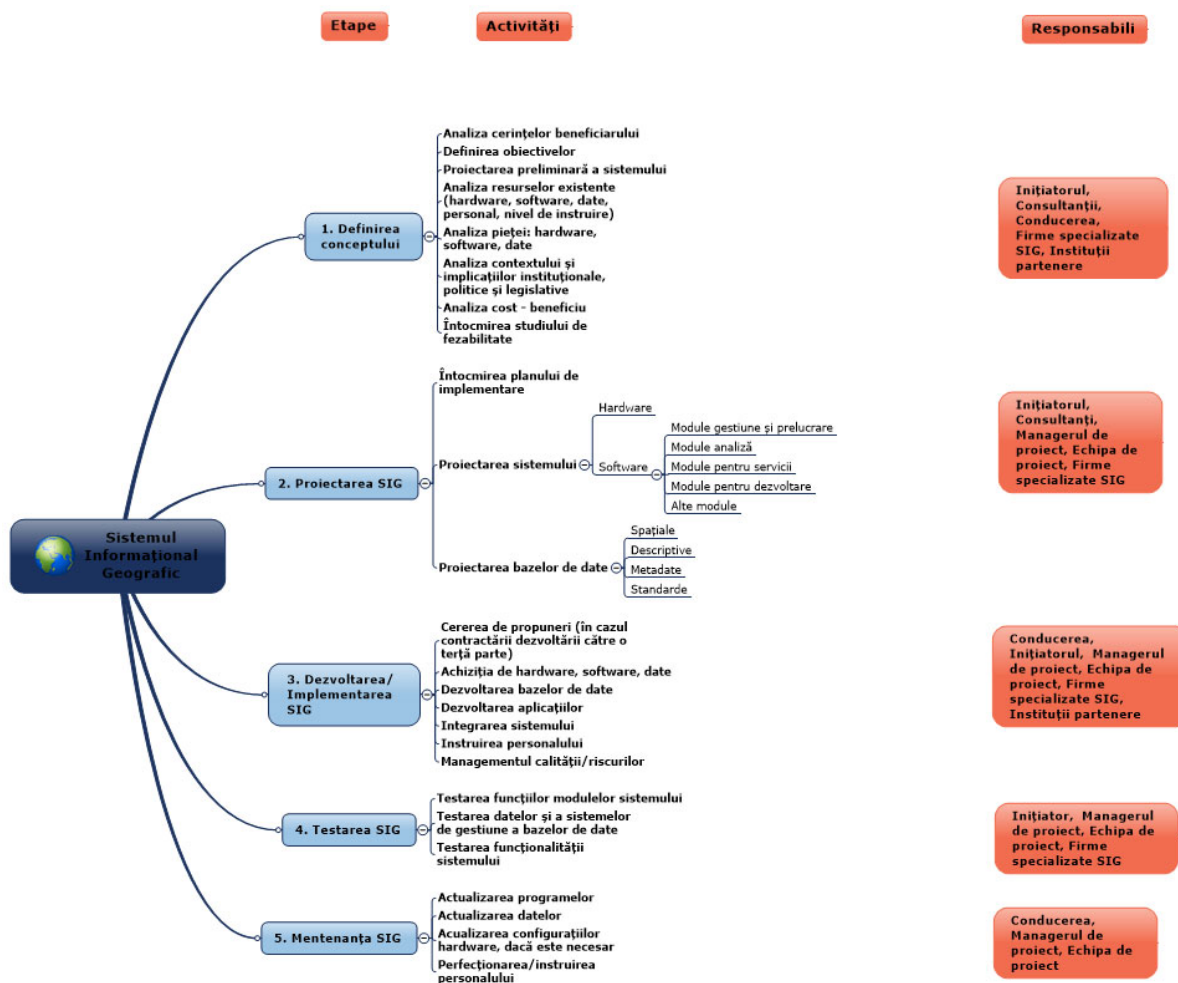 Etape
Activități
Responsabili
Sistemul
Informațional
Geografic
1. Definirea
conceptului
Analiza cerințelor beneficiarului
Definirea obiectivelor
Proiectarea preliminară a sistemului
Analiza resurselor existente
(hardware, software, date,
personal, nivel de instruire)
Analiza pieței: hardware,
software, date
Analiza contextului și
implicațiilor instituționale,
politice și legislative
Analiza cost - beneficiu
Întocmirea studiului de
fezabilitate
Inițiatorul,
Consultanții,
Conducerea,
Firme specializate
SIG, Instituții
partenere
2. Proiectarea SIG
Întocmirea planului de
implementare
Proiectarea sistemului
Hardware
Software
Module gestiune și prelucrare
Module analiză
Module pentru servicii
Module pentru dezvoltare
Alte module
Proiectarea bazelor de date
Spațiale
Descriptive
Metadate
Standarde
Inițiatorul,
Consultanți,
Managerul de
proiect, Echipa de
proiect, Firme
specializate SIG
3. Dezvoltarea/
Implementarea
SIG
Cererea de propuneri (în cazul
contractării dezvoltării către o
terță parte)
Achiziția de hardware, software, date
Dezvoltarea bazelor de date
Dezvoltarea aplicațiilor
Integrarea sistemului
Instruirea personalului
Managementul calității/riscurilor
Conducerea,
Inițiatorul, Managerul
de proiect, Echipa de
proiect, Firme
specializate SIG,
Instituții partenere
4. Testarea SIG
Testarea funcțiilor modulelor sistemului
Testarea datelor și a sistemelor
de gestiune a bazelor de date
Testarea funcționalității
sistemului
Inițiator, Managerul
de proiect, Echipa de
proiect, Firme
specializate SIG
5. Mentenanța SIG
Actualizarea programelor
Actualizarea datelor
Acualizarea configurațiilor
hardware, dacă este necesar
Perfecționarea/instruirea
personalului
Conducerea,
Managerul de
proiect, Echipa de
proiect